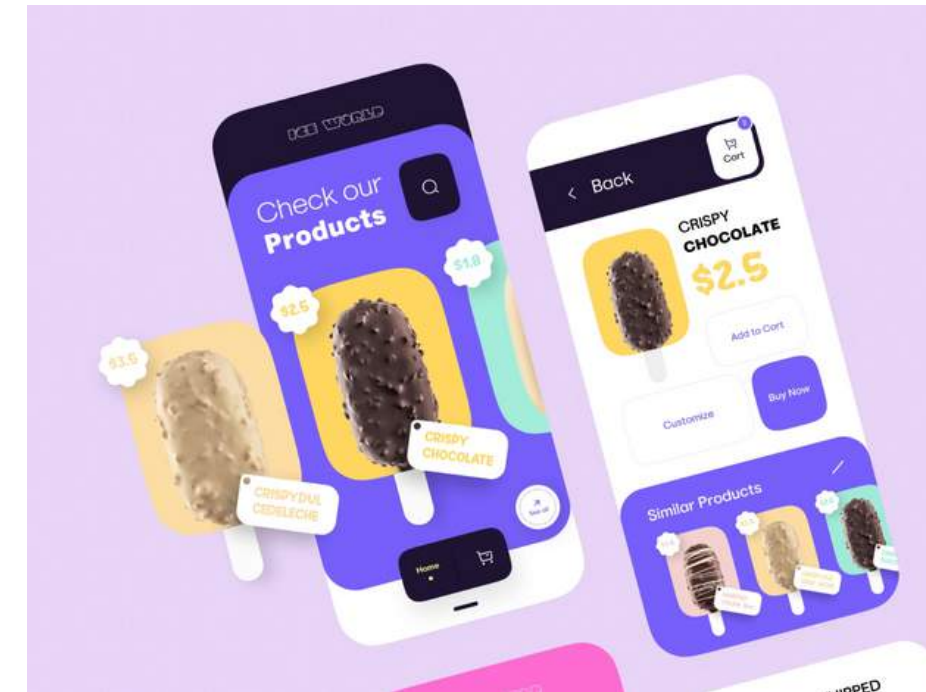 ICE WORLD
Check our
Products
$1.8
$2.5
$3.5
CRISPY
CHOCOLATE
CRISPYDUL
CEDELECHE
See all
Home
Back
Cart
CRISPY
CHOCOLATE
$2.5
Add to Cart
Customize
Buy Now
Similar Products